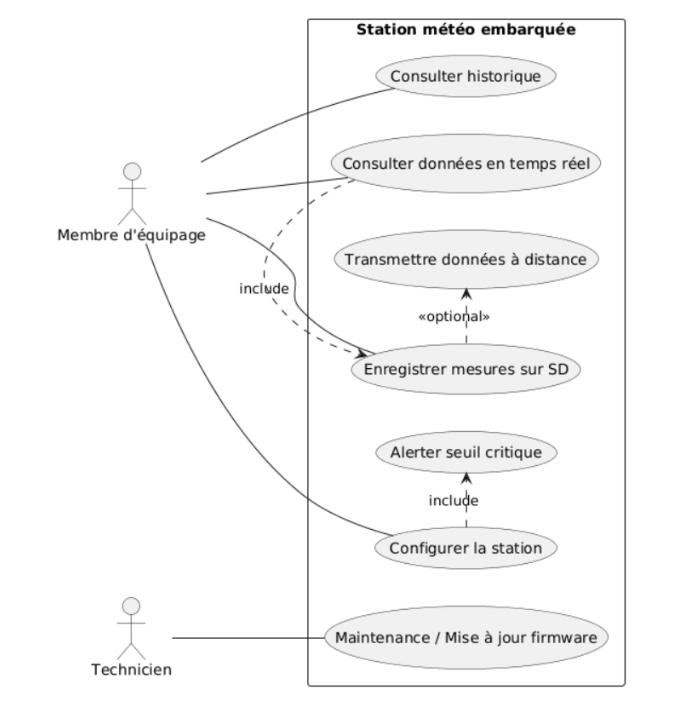 Station météo embarquée
Consulter historique
Consulter données en temps réel
Membre d'équipage
Transmettre données à distance
include
«optional»
Enregistrer mesures sur SD
Alerter seuil critique
include
Configurer la station
Maintenance / Mise à jour firmware
Technicien